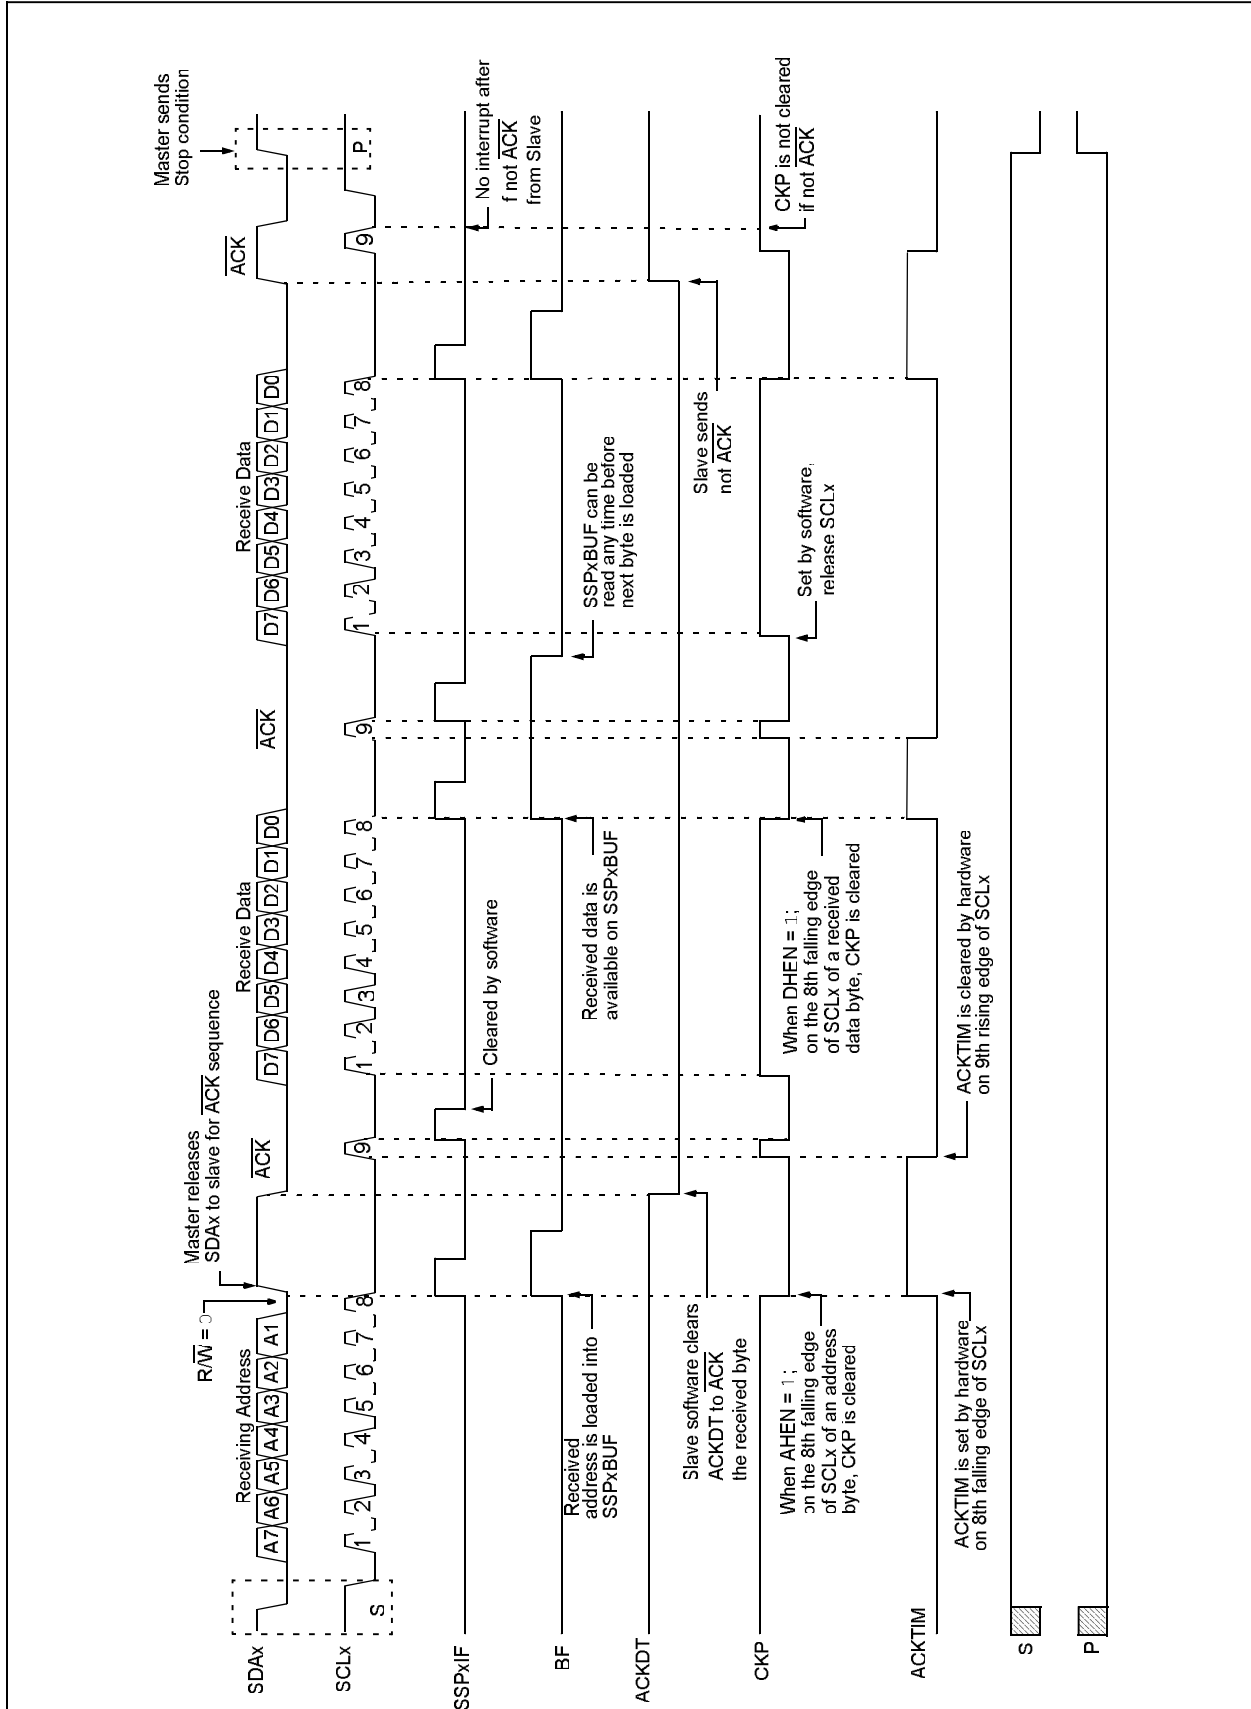 Master sends
Stop condition
Master releases
SDAx to slave for ACK sequence
R/W = 0
Receiving Address
Receive Data
Receive Data
ACK
ACK
ACK
SDAx
A7 A6 A5 A4 A3 A2 A1
D7 D6 D5 D4 D3 D2 D1 D0
D7 D6 D5 D4 D3 D2 D1 D0
SCLx
S
1 2 3 4 5 6 7 8 9
1 2 3 4 5 6 7 8 9
1 2 3 4 5 6 7 8 9
P
SSPxIF
Cleared by software
No interrupt after
f not ACK
from Slave
BF
Received
address is loaded into
SSPxBUF
Received data is
available on SSPxBUF
SSPxBUF can be
read any time before
next byte is loaded
ACKDT
Slave software clears
ACKDT to ACK
the received byte
Slave sends
not ACK
CKP
When AHEN = 1;
on the 8th falling edge
of SCLx of an address
byte, CKP is cleared
When DHEN = 1;
on the 8th falling edge
of SCLx of a received
data byte, CKP is cleared
Set by software,
release SCLx
CKP is not cleared
if not ACK
ACKTIM
ACKTIM is set by hardware
on 8th falling edge of SCLx
ACKTIM is cleared by hardware
on 9th rising edge of SCLx
S
P